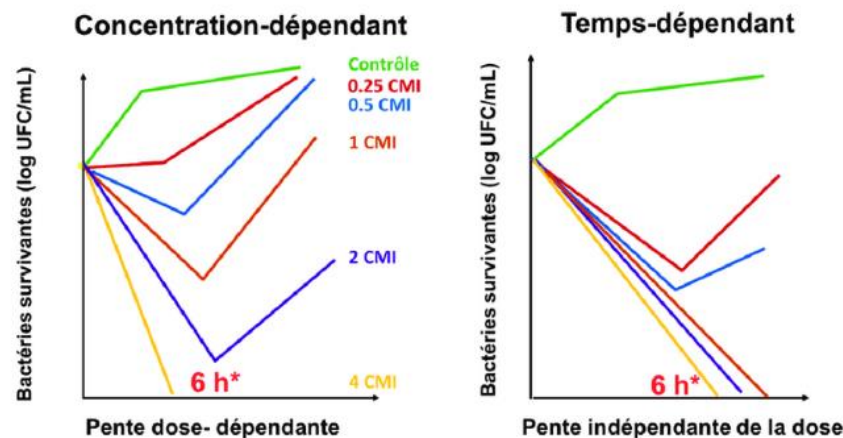 Concentration-dépendant
Bactéries survivantes (log UFC/mL)
Contrôle
0.25 CMI
0.5 CMI
1 CMI
2 CMI
4 CMI
6 h*
Pente dose- dépendante
Temps-dépendant
Bactéries survivantes (log UFC/mL)
6 h*
Pente indépendante de la dose